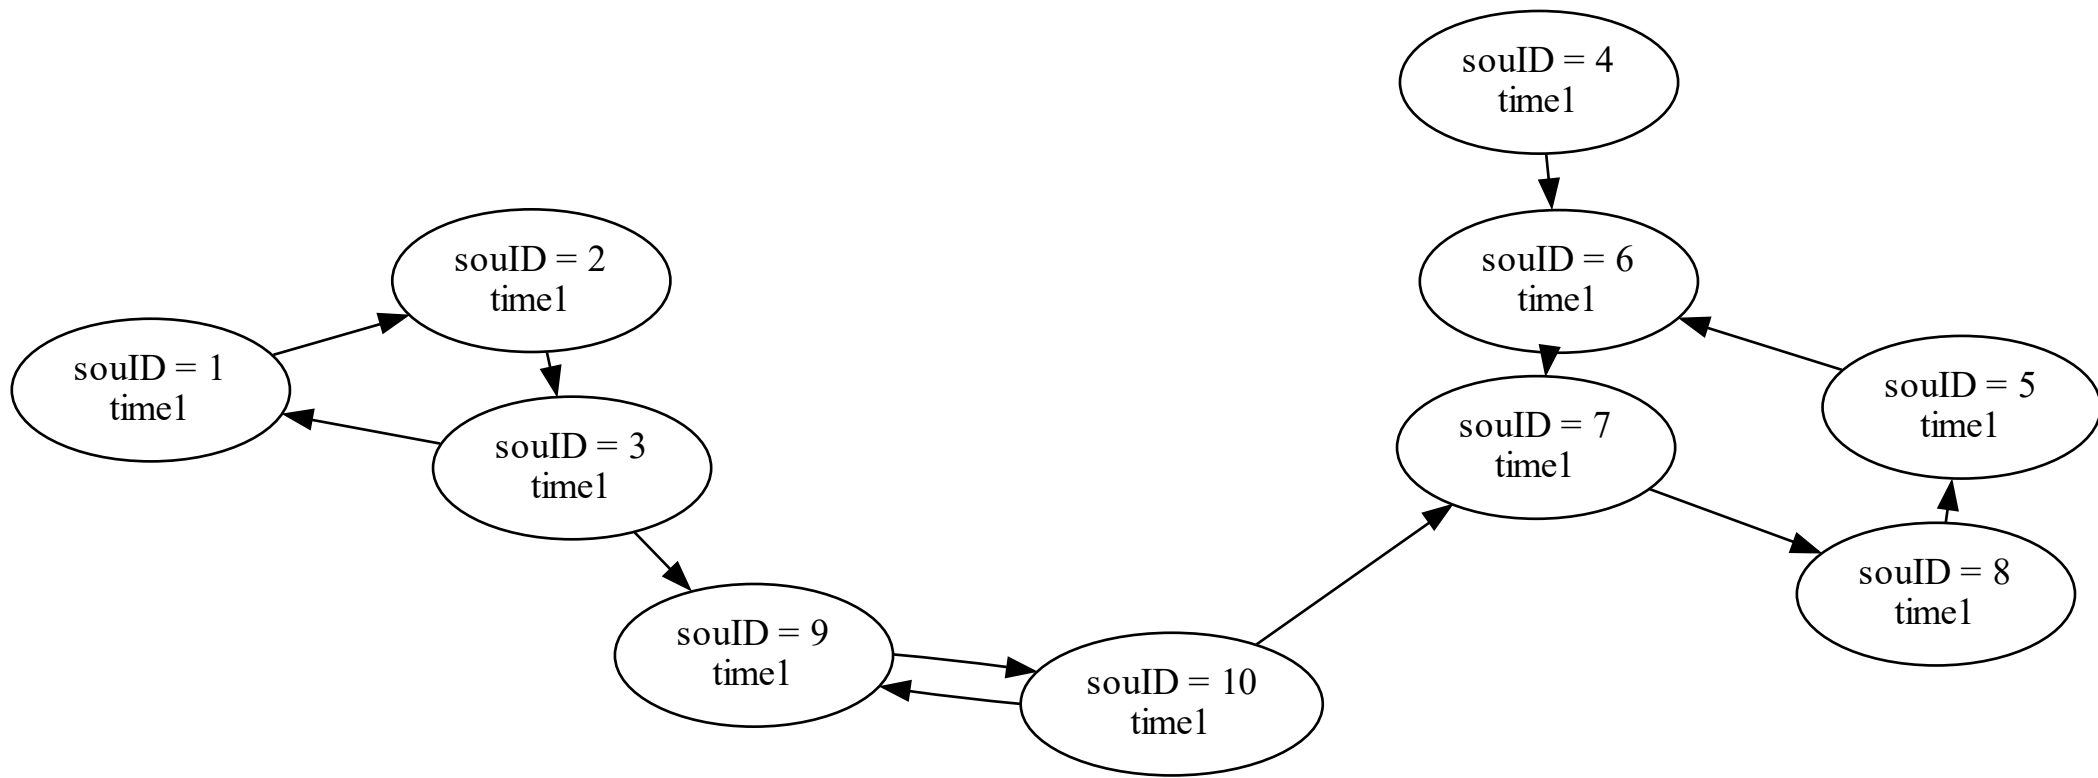 souID = 4
time1
souID = 2
time1
souID = 6
time1
souID = 1
time1
souID = 3
time1
souID = 7
time1
souID = 5
time1
souID = 9
time1
souID = 10
time1
souID = 8
time1